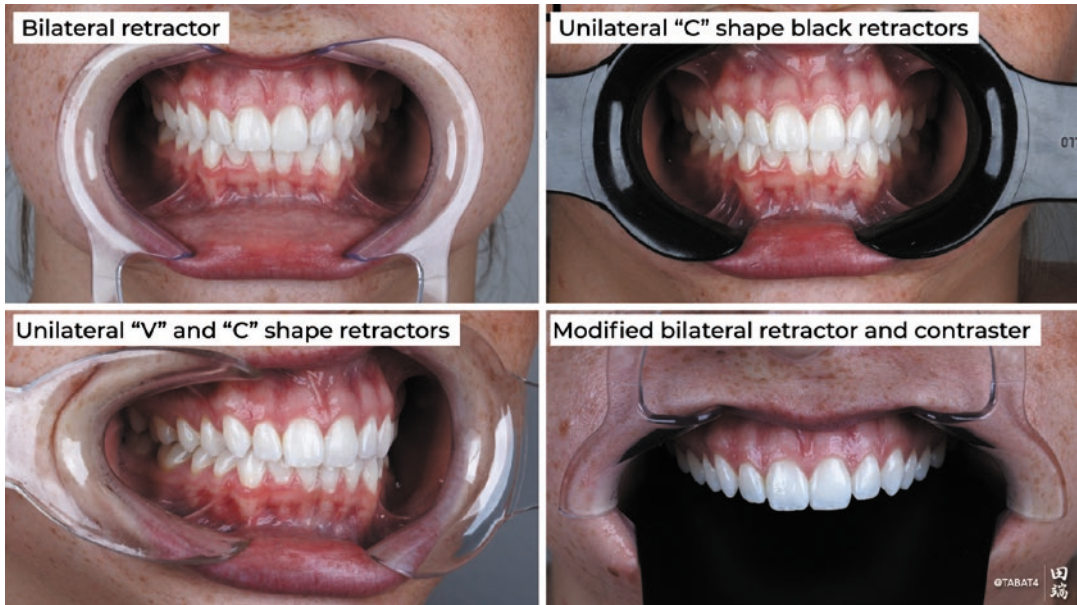 Bilateral retractor
Unilateral “C” shape black retractors
Unilateral “V” and “C” shape retractors
Modified bilateral retractor and contraster
@TABAT4
田端